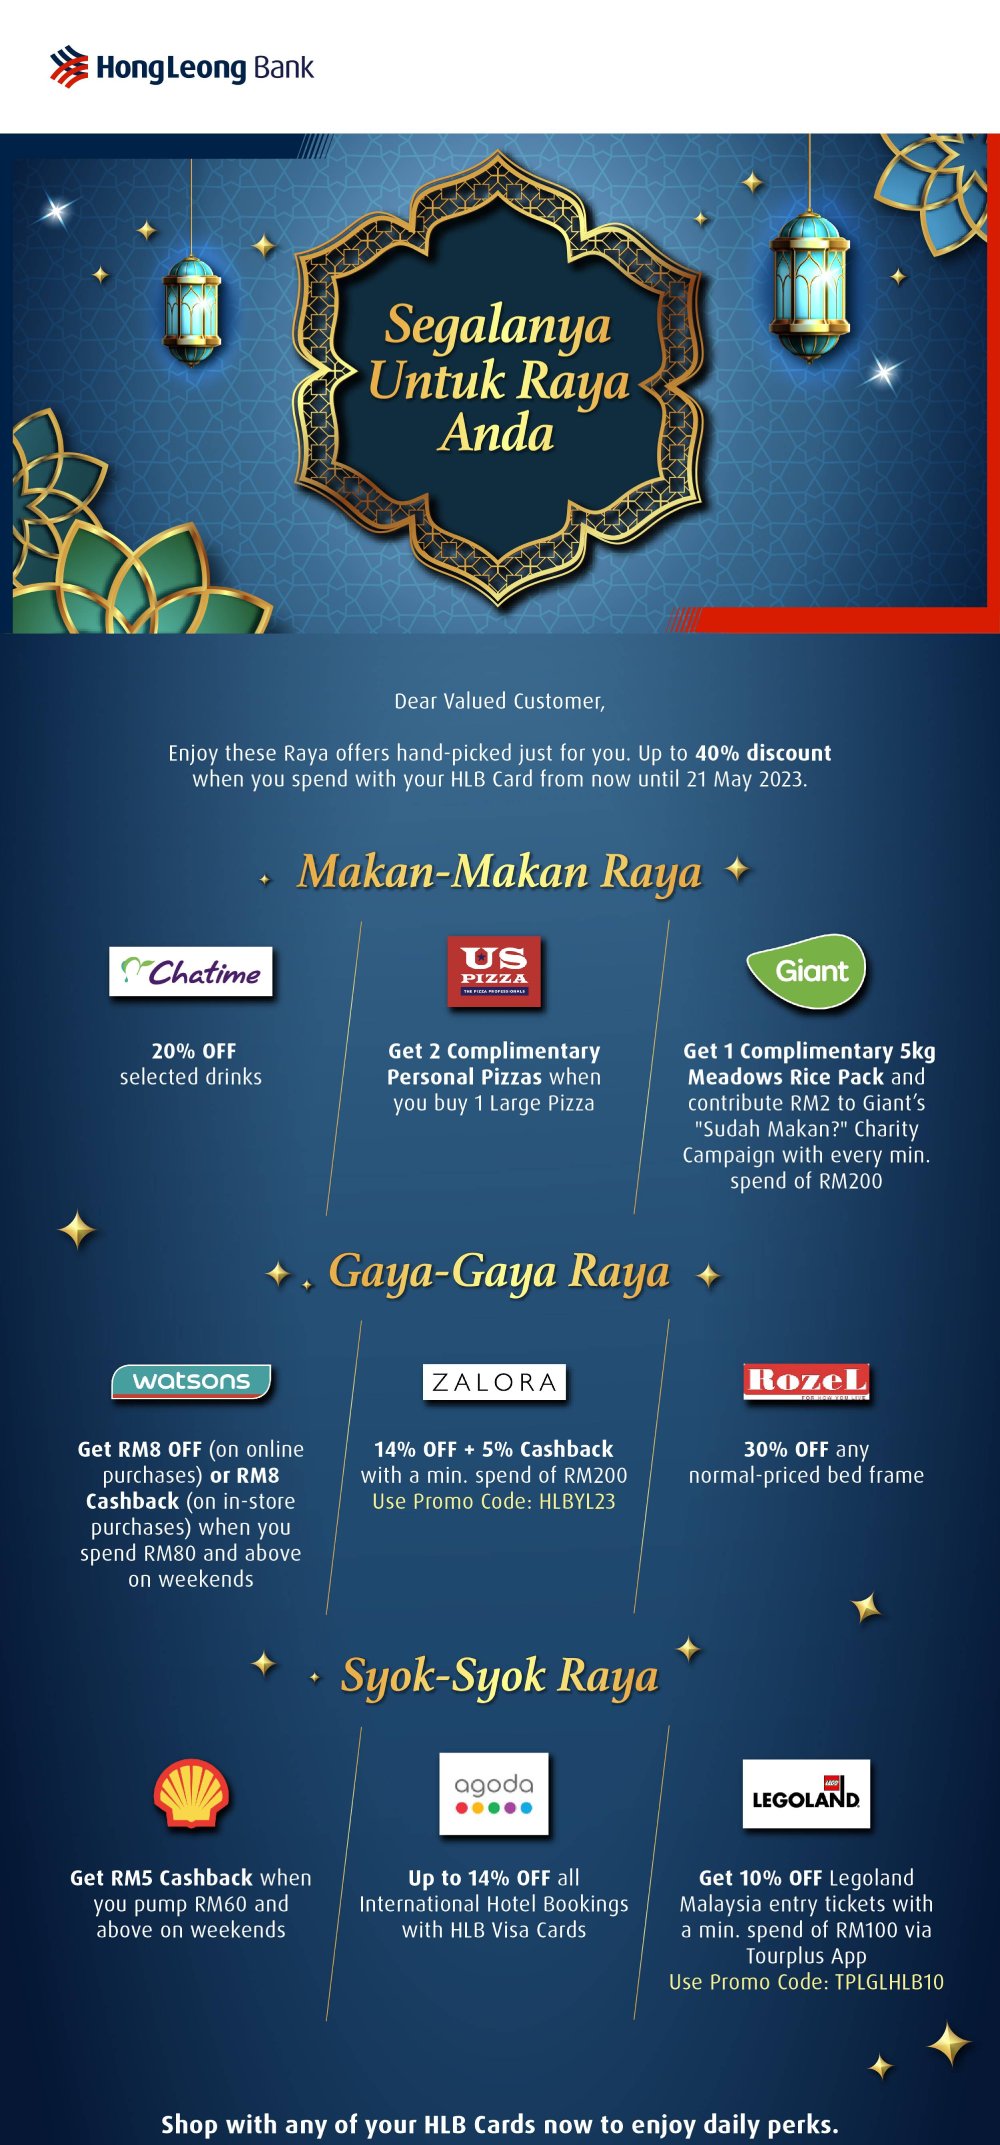 HongLeong Bank
Segalanya
Untuk Raya
Anda
Dear Valued Customer,
Enjoy these Raya offers hand-picked just for you. Up to 40% discount
when you spend with your HLB Card from now until 21 May 2023.
Makan-Makan Raya
Chatime
20% OFF
selected drinks
US
PIZZA
THE PIZZA PROFESSIONALS
Get 2 Complimentary
Personal Pizzas when
you buy 1 Large Pizza
Giant
Get 1 Complimentary 5kg
Meadows Rice Pack and
contribute RM2 to Giant’s
"Sudah Makan?" Charity
Campaign with every min.
spend of RM200
Gaya-Gaya Raya
watsons
Get RM8 OFF (on online
purchases) or RM8
Cashback (on in-store
purchases) when you
spend RM80 and above
on weekends
ZALORA
14% OFF + 5% Cashback
with a min. spend of RM200
Use Promo Code: HLBYL23
RozeL
FOR HOW YOU LIVE
30% OFF any
normal-priced bed frame
Syok-Syok Raya
Get RM5 Cashback when
you pump RM60 and
above on weekends
agoda
Up to 14% OFF all
International Hotel Bookings
with HLB Visa Cards
LEGO
LEGOLAND
Get 10% OFF Legoland
Malaysia entry tickets with
a min. spend of RM100 via
Tourplus App
Use Promo Code: TPLGLHLB10
Shop with any of your HLB Cards now to enjoy daily perks.